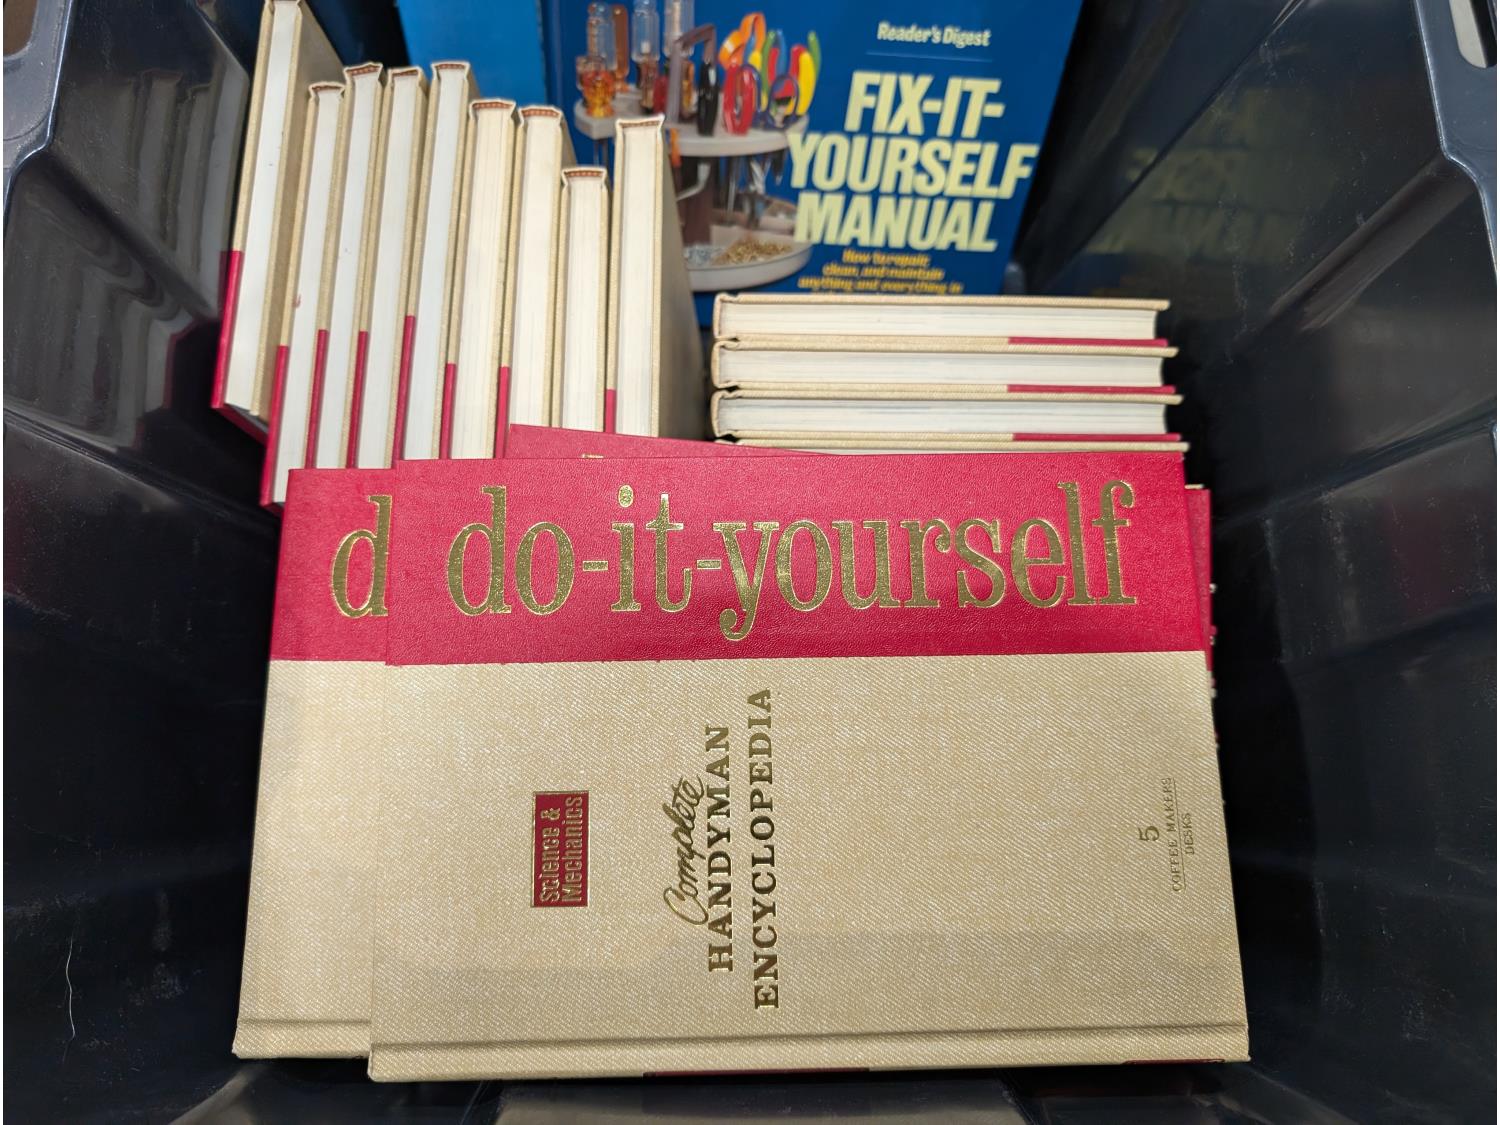 Reader's Digest
FIX-IT-
YOURSELF
MANUAL
How to repair,
clean, and maintain
anything and everything in
d
do-it-yourself
Science &
Mechanics
Complete
HANDYMAN
ENCYCLOPEDIA
5
COFFEE MAKERS
DESKS